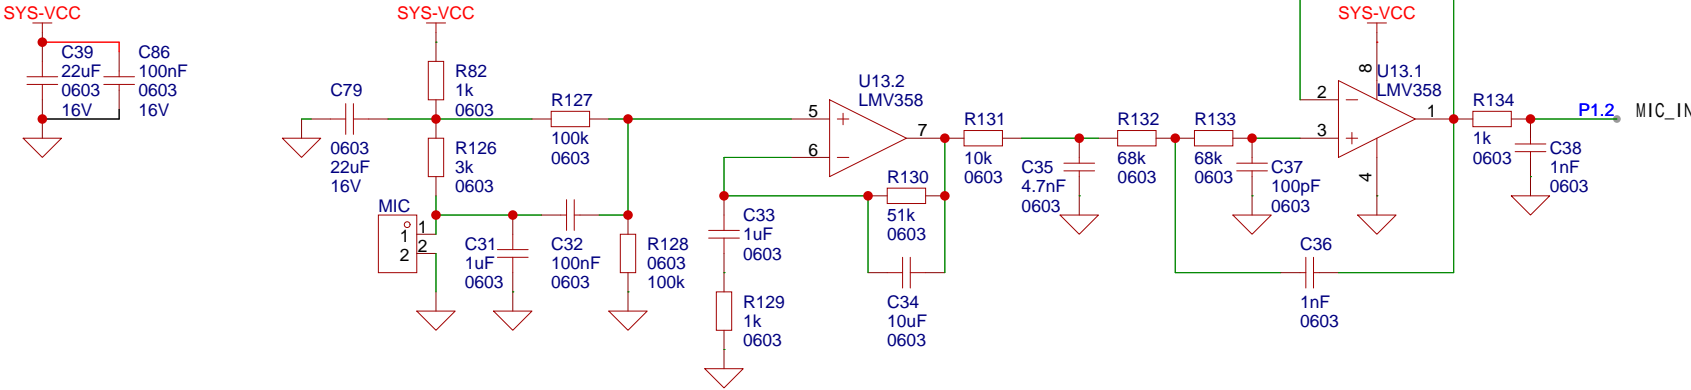 SYS-VCC
C39
22uF
0603
16V
C86
100nF
0603
16V
SYS-VCC
R82
1k
0603
C79
0603
22uF
16V
R126
3k
0603
R127
100k
0603
MIC
1
2
1
2
C31
1uF
0603
C32
100nF
0603
R128
0603
100k
U13.2
LMV358
5
6
7
C33
1uF
0603
R129
1k
0603
R130
51k
0603
C34
10uF
0603
R131
10k
0603
C35
4.7nF
0603
R132
68k
0603
R133
68k
0603
C37
100pF
0603
C36
1nF
0603
SYS-VCC
U13.1
LMV358
8
2
3
1
4
R134
1k
0603
C38
1nF
0603
P1.2
MIC_IN